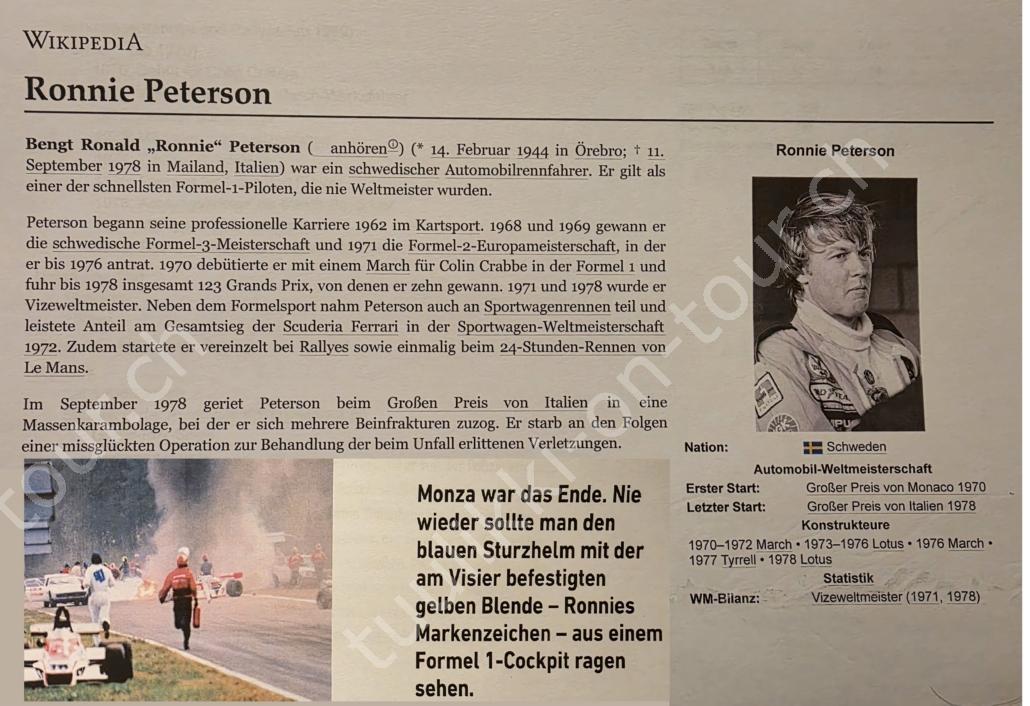 WIKIPEDIA
Ronnie Peterson
Bengt Ronald „Ronnie“ Peterson ( anhörenⓘ) (* 14. Februar 1944 in Örebro; † 11.
September 1978 in Mailand, Italien) war ein schwedischer Automobilrennfahrer. Er gilt als
einer der schnellsten Formel-1-Piloten, die nie Weltmeister wurden.
Peterson begann seine professionelle Karriere 1962 im Kartsport. 1968 und 1969 gewann er
die schwedische Formel-3-Meisterschaft und 1971 die Formel-2-Europameisterschaft, in der
er bis 1976 antrat. 1970 debütierte er mit einem March für Colin Crabbe in der Formel 1 und
fuhr bis 1978 insgesamt 123 Grands Prix, von denen er zehn gewann. 1971 und 1978 wurde er
Vizeweltmeister. Neben dem Formelsport nahm Peterson auch an Sportwagenrennen teil und
leistete Anteil am Gesamtsieg der Scuderia Ferrari in der Sportwagen-Weltmeisterschaft
1972. Zudem startete er vereinzelt bei Rallyes sowie einmalig beim 24-Stunden-Rennen von
Le Mans.
Im September 1978 geriet Peterson beim Großen Preis von Italien in eine
Massenkarambolage, bei der er sich mehrere Beinfrakturen zuzog. Er starb an den Folgen
einer missglückten Operation zur Behandlung der beim Unfall erlittenen Verletzungen.
Monza war das Ende. Nie
wieder sollte man den
blauen Sturzhelm mit der
am Visier befestigten
gelben Blende – Ronnies
Markenzeichen – aus einem
Formel 1-Cockpit ragen
sehen.
Ronnie Peterson
Nation: Schweden
Automobil-Weltmeisterschaft
Erster Start: Großer Preis von Monaco 1970
Letzter Start: Großer Preis von Italien 1978
Konstrukteure
1970–1972 March • 1973–1976 Lotus • 1976 March •
1977 Tyrrell • 1978 Lotus
Statistik
WM-Bilanz: Vizeweltmeister (1971, 1978)
tuwulki-on-tour.ch